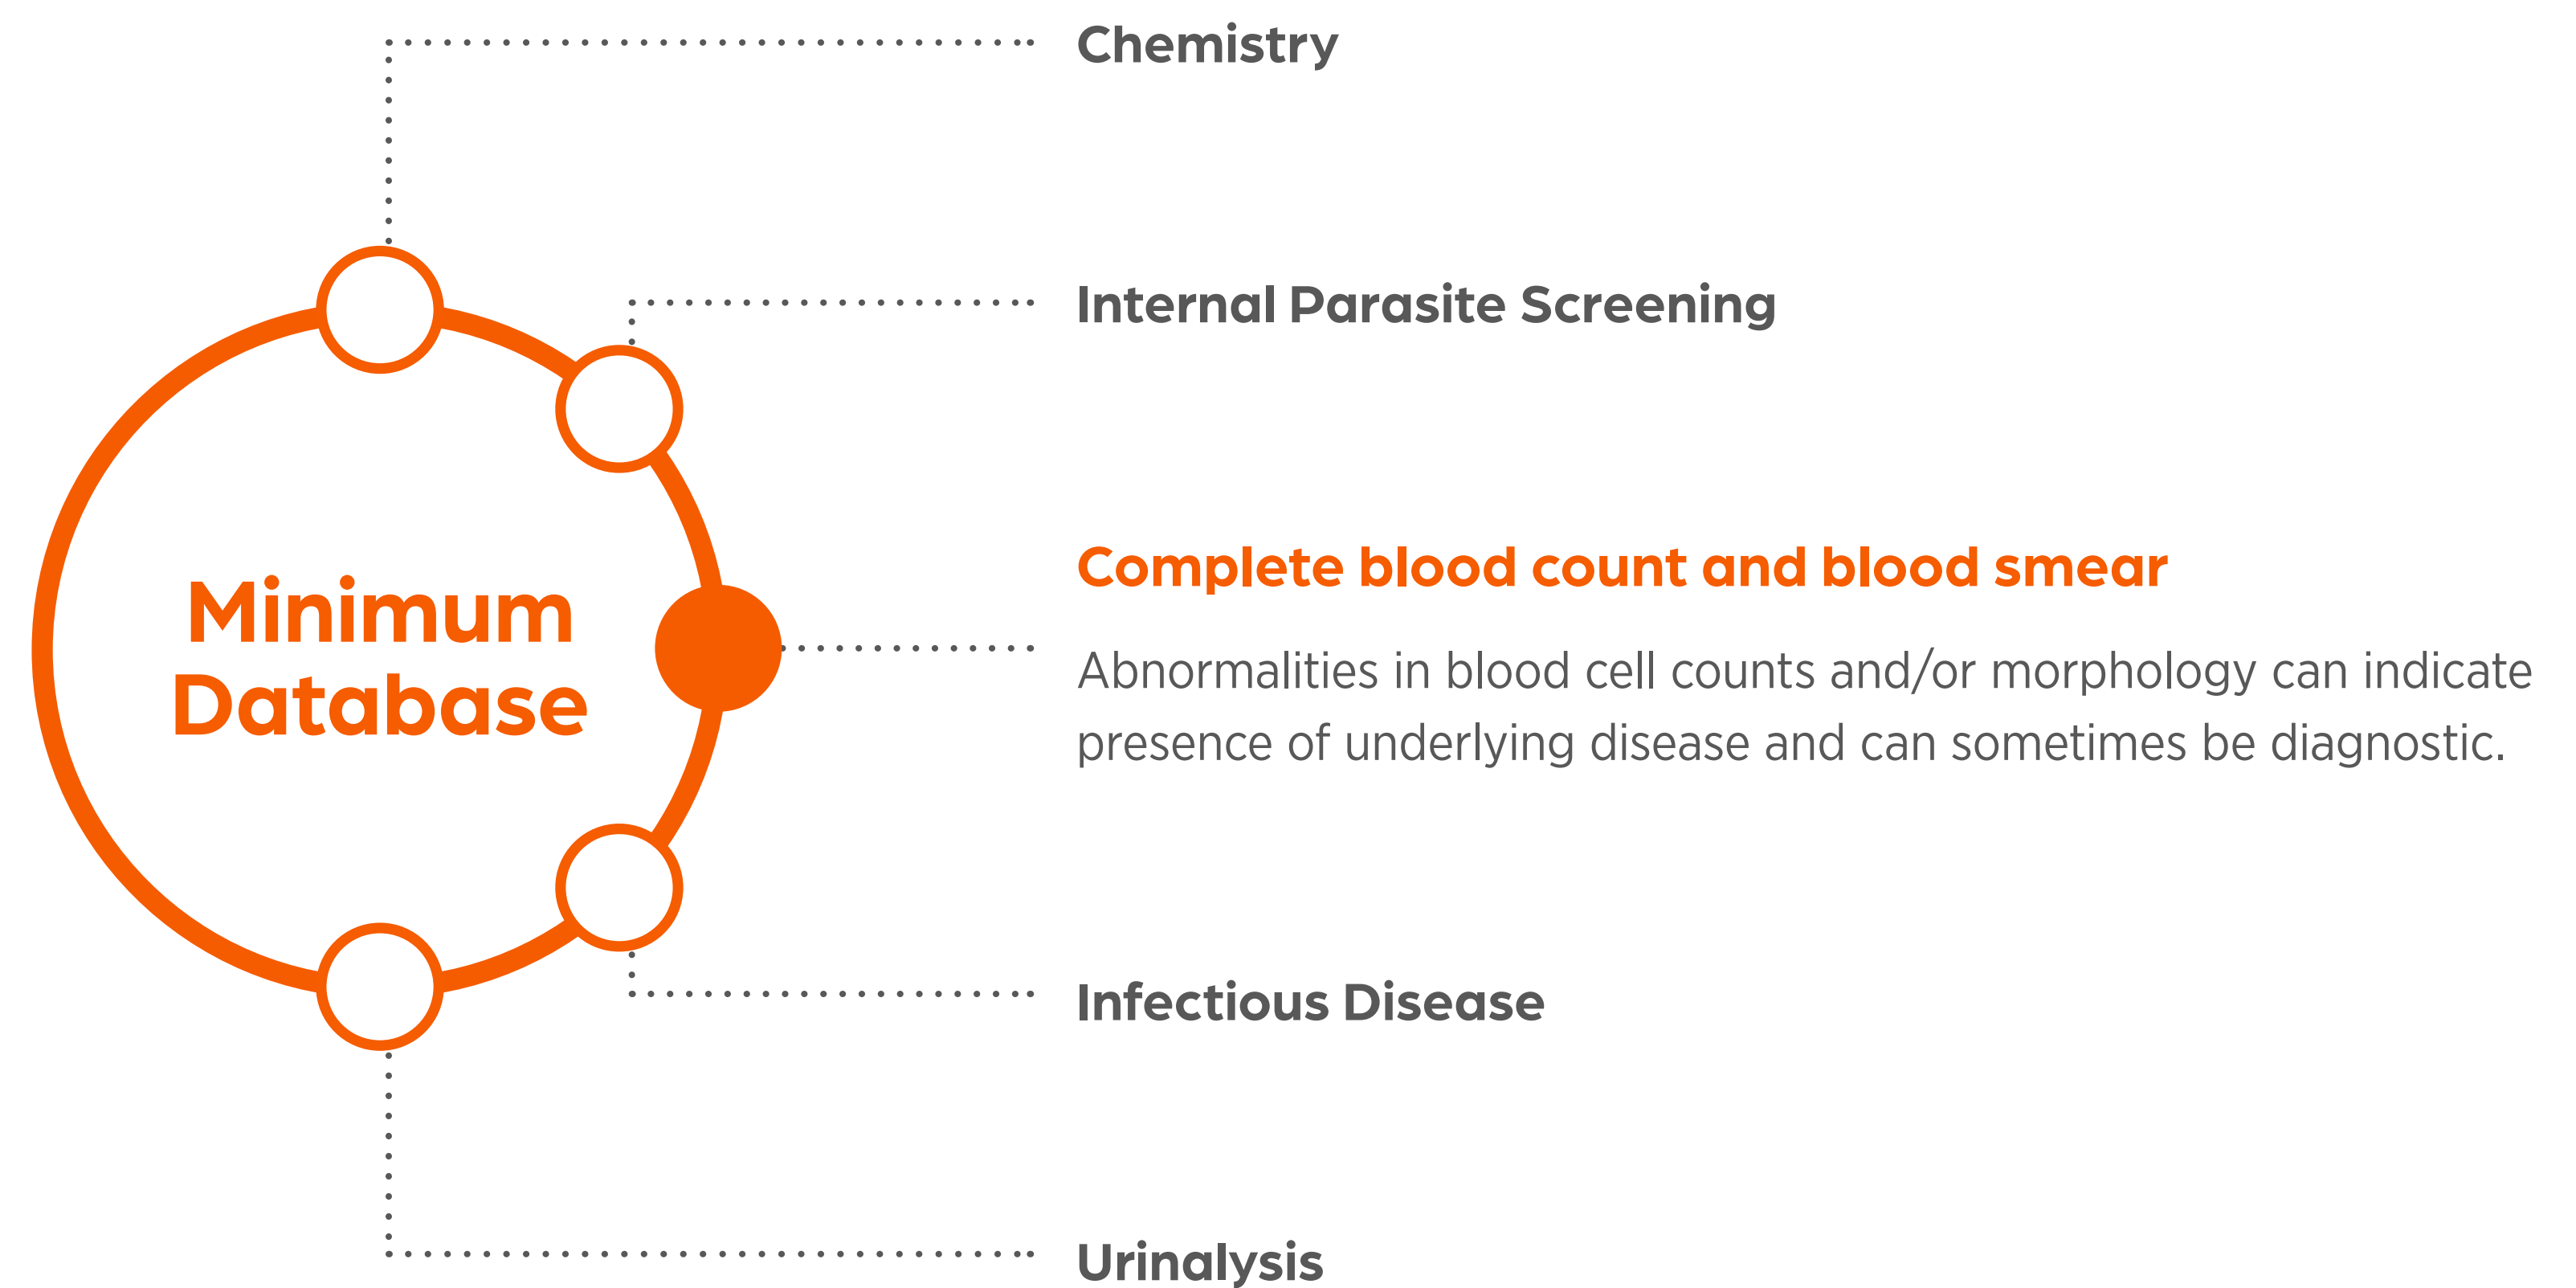 Chemistry
Internal Parasite Screening
Minimum
Database
Complete blood count and blood smear
Abnormalities in blood cell counts and/or morphology can indicate
presence of underlying disease and can sometimes be diagnostic.
Infectious Disease
Urinalysis